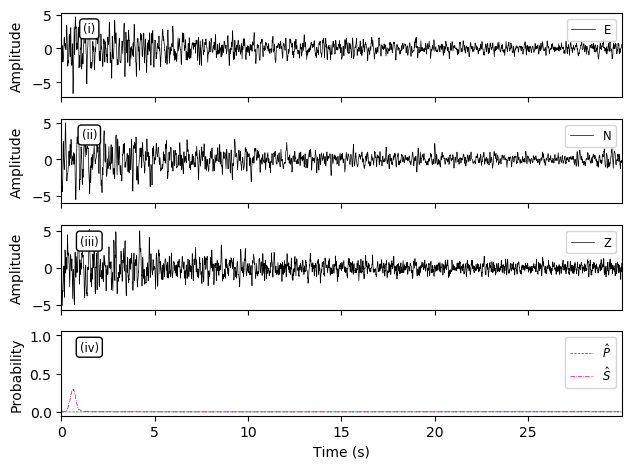 5
0
−5
Amplitude
(i)
E
5
0
−5
Amplitude
(ii)
N
5
0
−5
Amplitude
(iii)
Z
1.0
0.5
0.0
Probability
(iv)
P̂
Ŝ
0 5 10 15 20 25
Time (s)